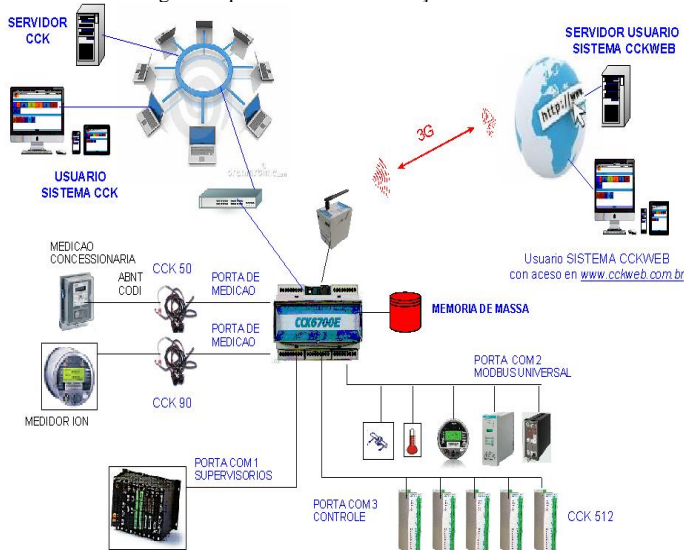 SERVIDOR
CCK
SERVIDOR USUARIO
SISTEMA CCKWEB
http://www
3G
USUARIO
SISTEMA CCK
Usuario SISTEMA CCKWEB
con aceso en www.cckweb.com.br
MEDICAO
CONCESSIONARIA
ABNT
CODI
CCK 50
PORTA DE
MEDICAO
CCK6700E
MEMORIA DE MASSA
PORTA DE
MEDICAO
CCK 90
MEDIDOR ION
PORTA COM 2
MODBUS UNIVERSAL
PORTA COM 1
SUPERVISORIOS
PORTA COM 3
CONTROLE
CCK 512